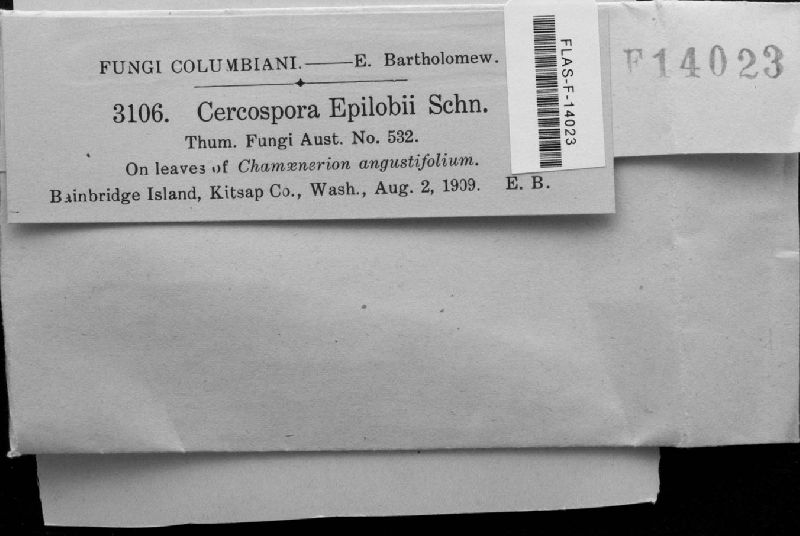 FUNGI COLUMBIANI.——E. Bartholomew.
3106. Cercospora Epilobii Schn.
Thum. Fungi Aust. No. 532.
On leaves of Chamænerion angustifolium.
Bainbridge Island, Kitsap Co., Wash., Aug. 2, 1909. E. B.
FLAS-F-14023
F14023